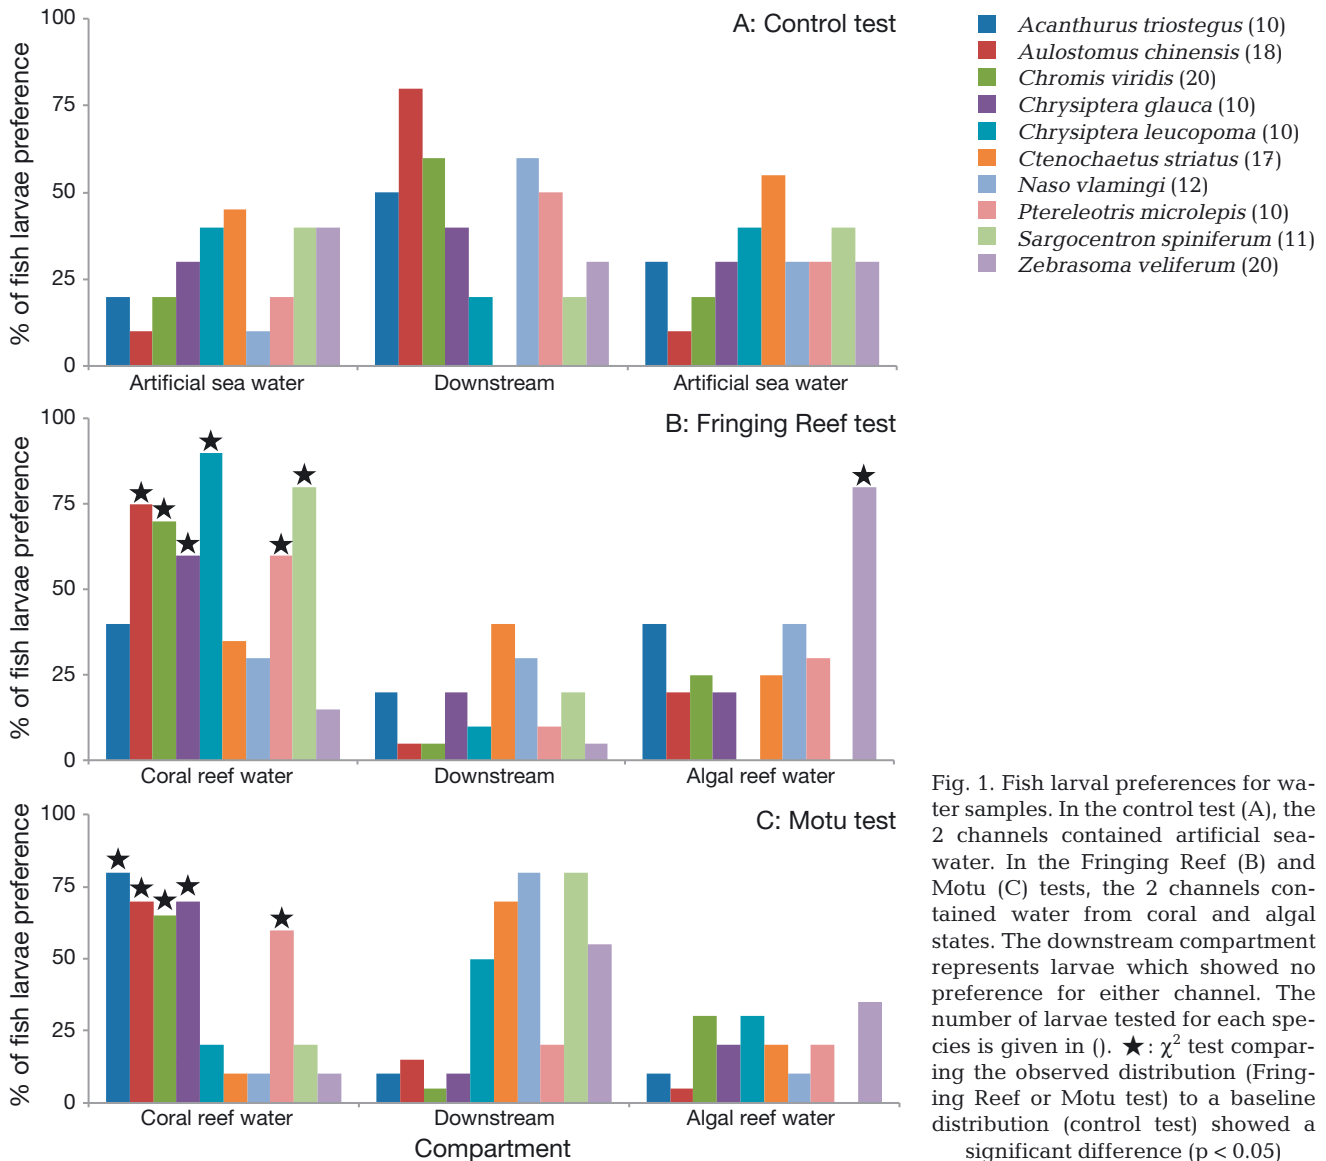 A: Control test
100
75
50
25
0
% of fish larvae preference
Artificial sea water
Downstream
Artificial sea water
Acanthurus triostegus (10)
Aulostomus chinensis (18)
Chromis viridis (20)
Chrysiptera glauca (10)
Chrysiptera leucopoma (10)
Ctenochaetus striatus (17)
Naso vlamingi (12)
Ptereleotris microlepis (10)
Sargocentron spiniferum (11)
Zebrasoma veliferum (20)
B: Fringing Reef test
100
75
50
25
0
% of fish larvae preference
Coral reef water
Downstream
Algal reef water
C: Motu test
100
75
50
25
0
% of fish larvae preference
Coral reef water
Downstream
Algal reef water
Compartment
Fig. 1. Fish larval preferences for wa-
ter samples. In the control test (A), the
2 channels contained artificial sea-
water. In the Fringing Reef (B) and
Motu (C) tests, the 2 channels con-
tained water from coral and algal
states. The downstream compartment
represents larvae which showed no
preference for either channel. The
number of larvae tested for each spe-
cies is given in (). ★: χ² test compar-
ing the observed distribution (Fring-
ing Reef or Motu test) to a baseline
distribution (control test) showed a
significant difference (p < 0.05)